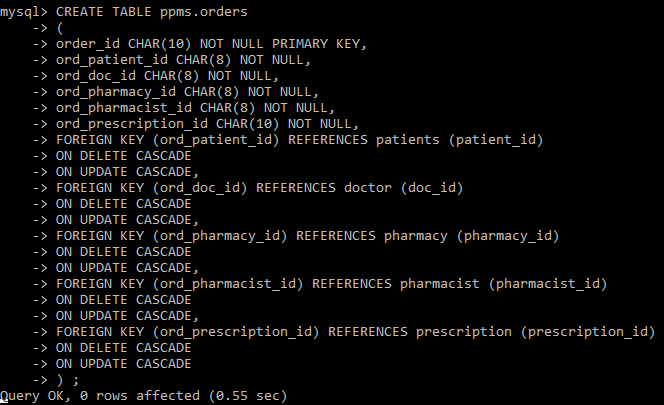 mysql> CREATE TABLE ppms.orders
-> (
-> order_id CHAR(10) NOT NULL PRIMARY KEY,
-> ord_patient_id CHAR(8) NOT NULL,
-> ord_doc_id CHAR(8) NOT NULL,
-> ord_pharmacy_id CHAR(8) NOT NULL,
-> ord_pharmacist_id CHAR(8) NOT NULL,
-> ord_prescription_id CHAR(10) NOT NULL,
-> FOREIGN KEY (ord_patient_id) REFERENCES patients (patient_id)
-> ON DELETE CASCADE
-> ON UPDATE CASCADE,
-> FOREIGN KEY (ord_doc_id) REFERENCES doctor (doc_id)
-> ON DELETE CASCADE
-> ON UPDATE CASCADE,
-> FOREIGN KEY (ord_pharmacy_id) REFERENCES pharmacy (pharmacy_id)
-> ON DELETE CASCADE
-> ON UPDATE CASCADE,
-> FOREIGN KEY (ord_pharmacist_id) REFERENCES pharmacist (pharmacist_id)
-> ON DELETE CASCADE
-> ON UPDATE CASCADE,
-> FOREIGN KEY (ord_prescription_id) REFERENCES prescription (prescription_id)
-> ON DELETE CASCADE
-> ON UPDATE CASCADE
-> ) ;
Query OK, 0 rows affected (0.55 sec)